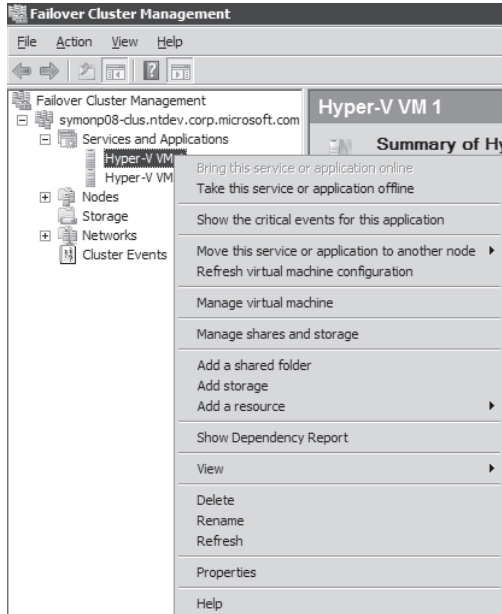 Failover Cluster Management
File Action View Help
Failover Cluster Management
symonp08-clus.ntdev.corp.microsoft.com
Services and Applications
Hyper-V VM
Hyper-V VM
Nodes
Storage
Networks
Cluster Events
Hyper-V VM 1
Summary of Hy
Bring this service or application online
Take this service or application offline
Show the critical events for this application
Move this service or application to another node
Refresh virtual machine configuration
Manage virtual machine
Manage shares and storage
Add a shared folder
Add storage
Add a resource
Show Dependency Report
View
Delete
Rename
Refresh
Properties
Help